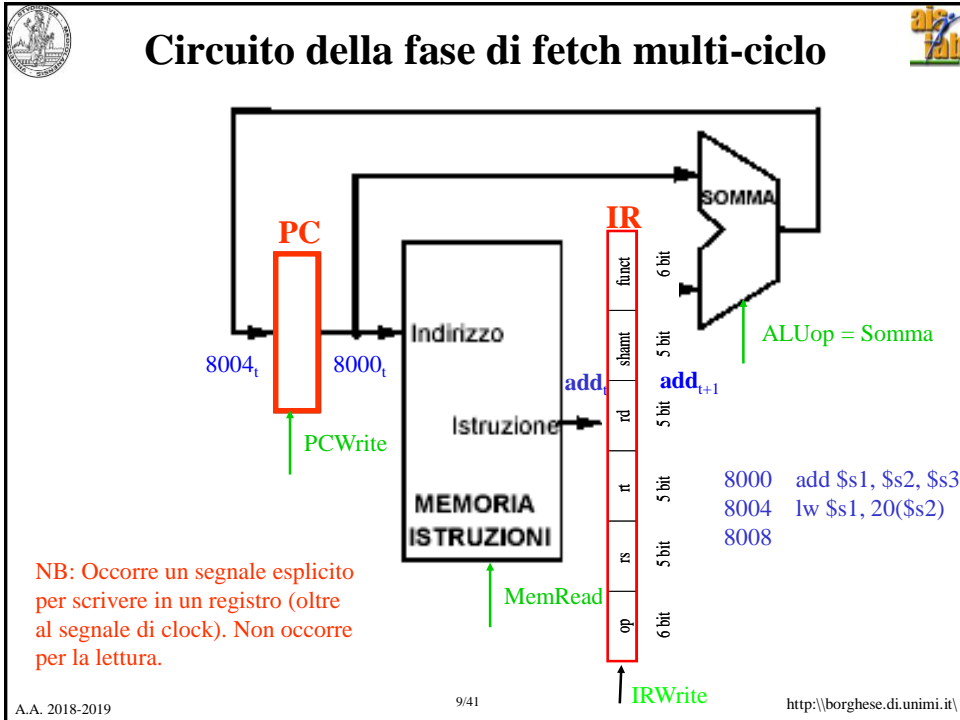 Circuito della fase di fetch multi-ciclo
SOMMA
PC
IR
Indirizzo
ALUop = Somma
8004t
8000t
addt
addt+1
Istruzione
PCWrite
funct
shamt
rd
rt
rs
op
6 bit
5 bit
5 bit
5 bit
5 bit
6 bit
8000 add $s1, $s2, $s3
8004 lw $s1, 20($s2)
8008
MEMORIA
ISTRUZIONI
MemRead
NB: Occorre un segnale esplicito
per scrivere in un registro (oltre
al segnale di clock). Non occorre
per la lettura.
IRWrite
A.A. 2018-2019
9/41
http:\\borghese.di.unimi.it\